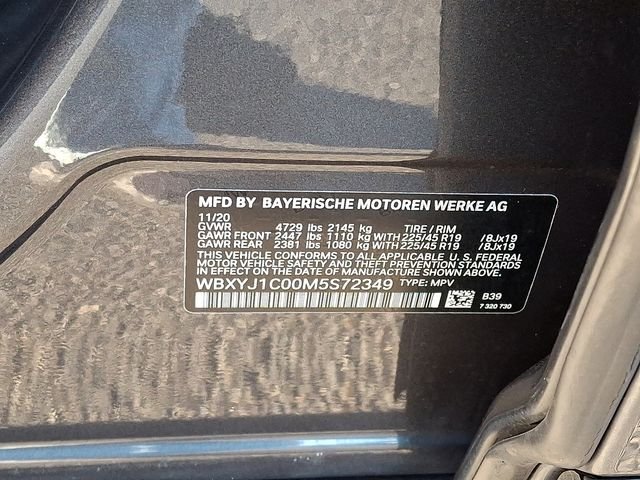 MFD BY BAYERISCHE MOTOREN WERKE AG
11/20
GVWR 4729 lbs 2145 kg TIRE / RIM
GAWR FRONT 2447 lbs 1110 kg WITH 225/45 R19 /8Jx19
GAWR REAR 2381 lbs 1080 kg WITH 225/45 R19 /8Jx19
THIS VEHICLE CONFORMS TO ALL APPLICABLE U. S. FEDERAL
MOTOR VEHICLE SAFETY AND THEFT PREVENTION STANDARDS
IN EFFECT ON THE DATE OF MANUFACTURE SHOWN ABOVE.
WBXYJ1C00M5S72349 TYPE: MPV
B39
7 320 730